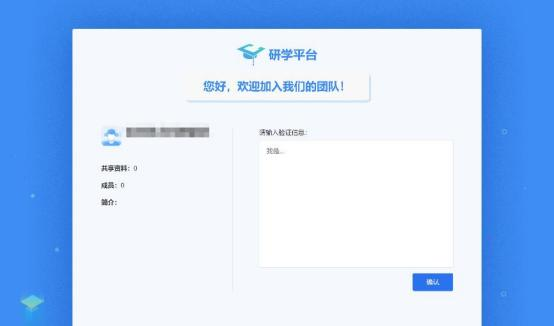 研学平台
您好，欢迎加入我们的团队！
共享资料：0
成员：0
简介：
请输入验证信息：
我是...
确认